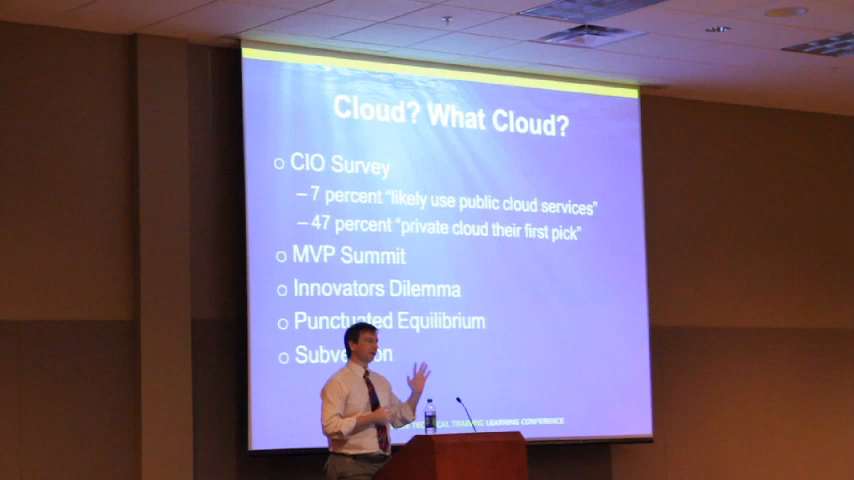 Cloud? What Cloud?
o CIO Survey
– 7 percent “likely use public cloud services”
– 47 percent “private cloud their first pick”
o MVP Summit
o Innovators Dilemma
o Punctuated Equilibrium
o
TRAINING LEARNING CONFERENCE